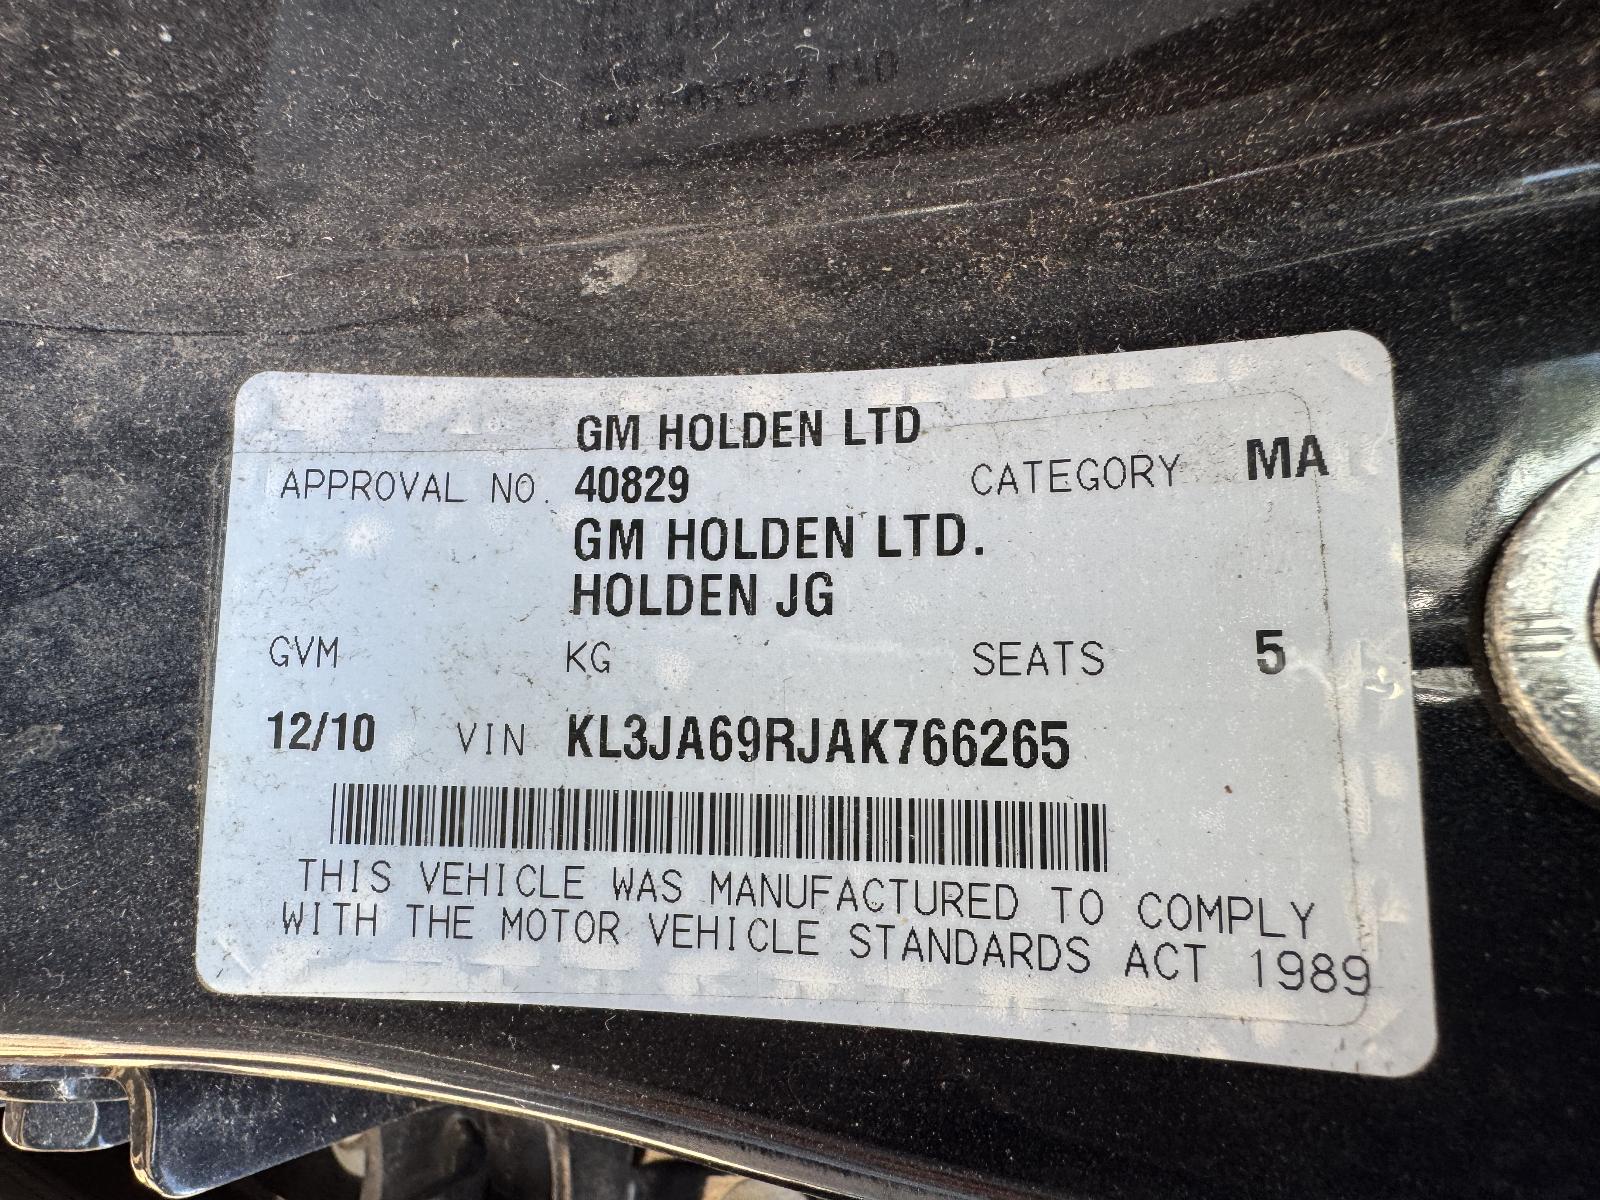 GM HOLDEN LTD
APPROVAL NO. 40829 CATEGORY MA
GM HOLDEN LTD.
HOLDEN JG
GVM KG SEATS 5
12/10 VIN KL3JA69RJAK766265
THIS VEHICLE WAS MANUFACTURED TO COMPLY
WITH THE MOTOR VEHICLE STANDARDS ACT 1989